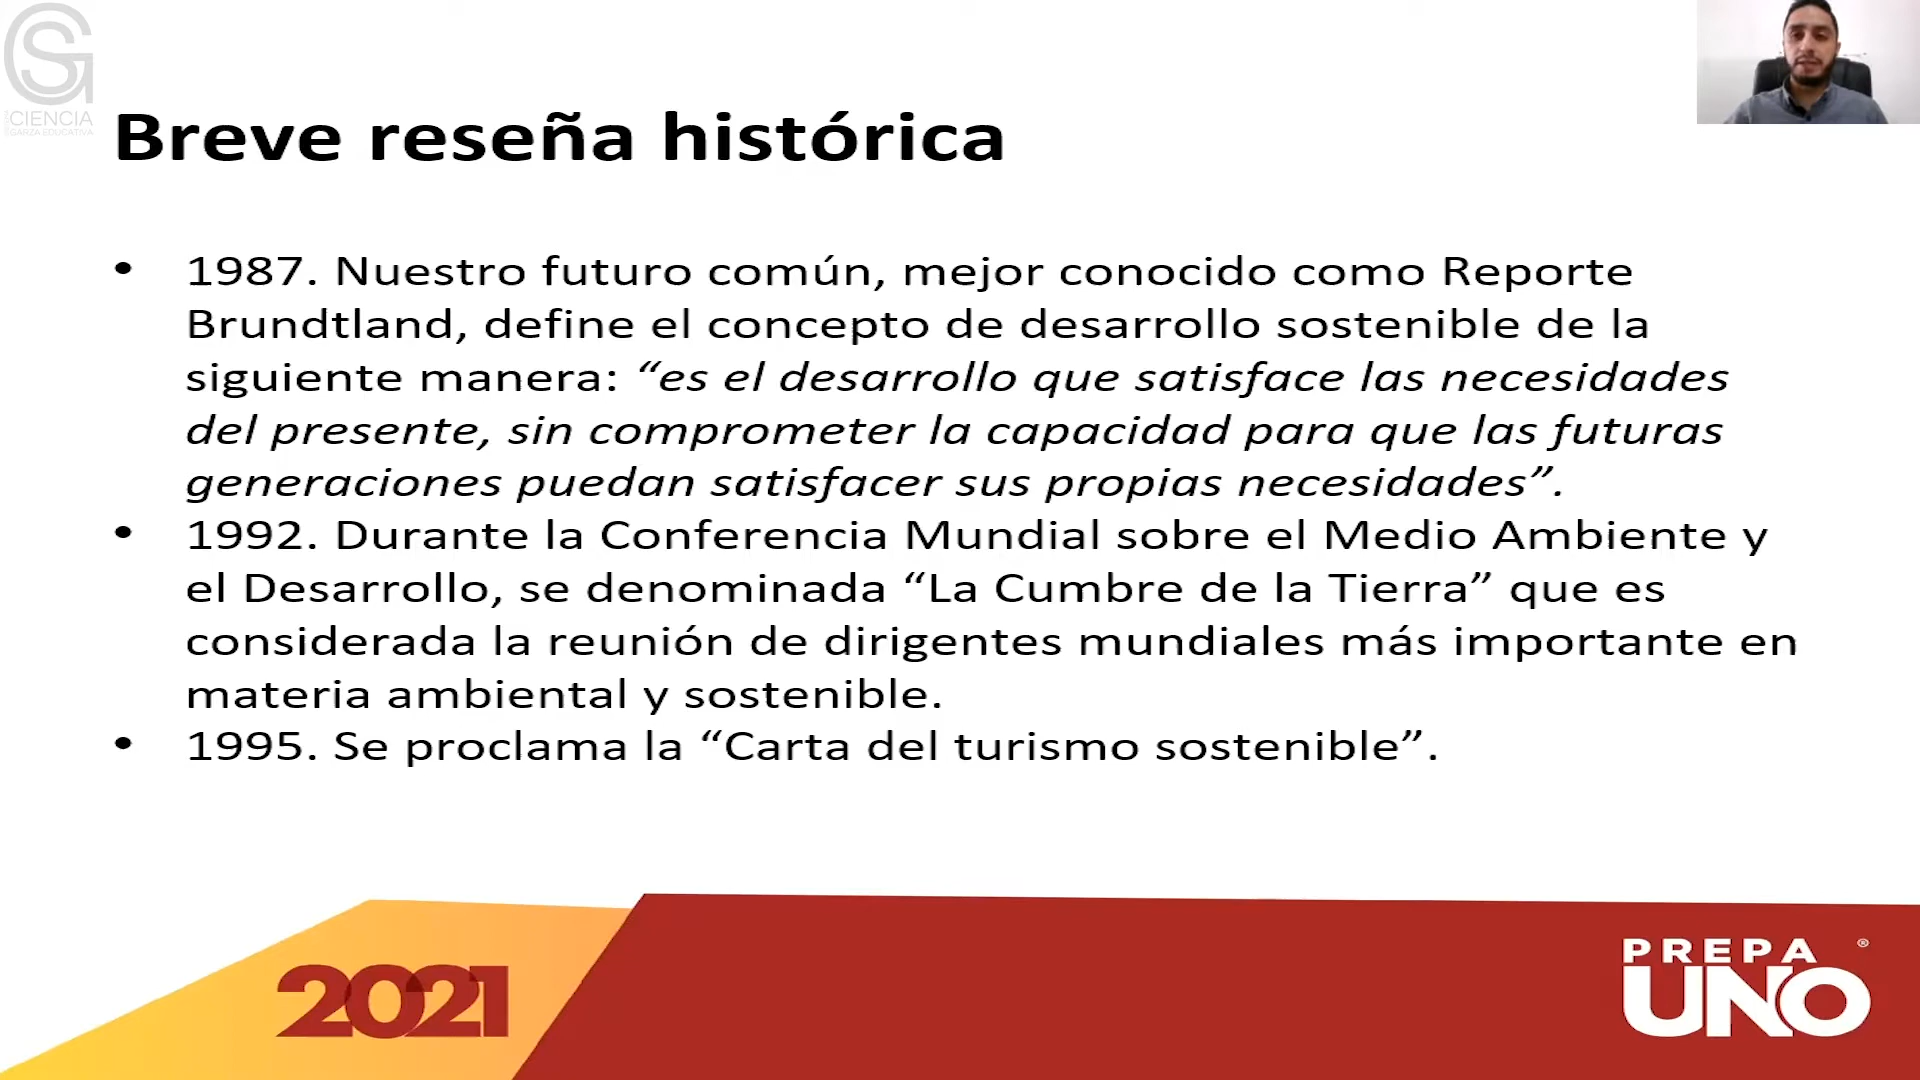 CIENCIA
GARZA EDUCATIVA
Breve reseña histórica
• 1987. Nuestro futuro común, mejor conocido como Reporte
Brundtland, define el concepto de desarrollo sostenible de la
siguiente manera: “es el desarrollo que satisface las necesidades
del presente, sin comprometer la capacidad para que las futuras
generaciones puedan satisfacer sus propias necesidades”.
• 1992. Durante la Conferencia Mundial sobre el Medio Ambiente y
el Desarrollo, se denominada “La Cumbre de la Tierra” que es
considerada la reunión de dirigentes mundiales más importante en
materia ambiental y sostenible.
• 1995. Se proclama la “Carta del turismo sostenible”.
2021
PREPA ®
UNO